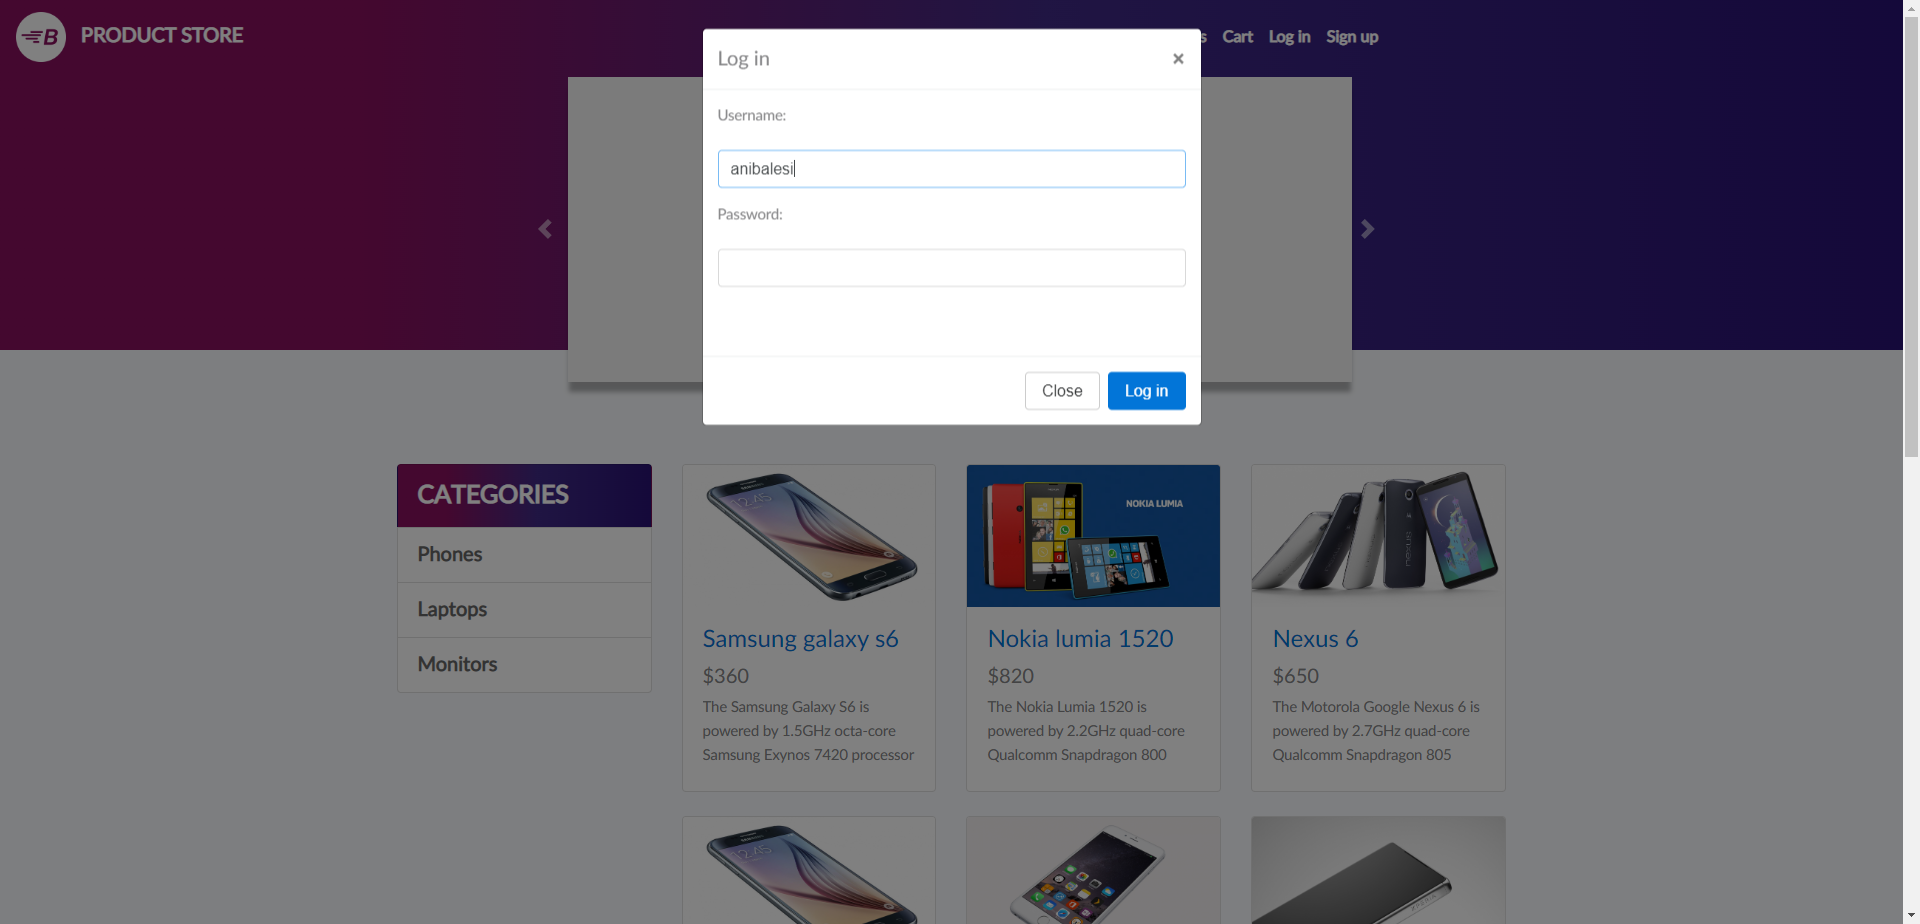 PRODUCT STORE
s Cart Log in Sign up
Log in ×
Username:
anibalesi
Password:
Close Log in
CATEGORIES
Phones
Laptops
Monitors
NOKIA LUMIA
Samsung galaxy s6
$360
The Samsung Galaxy S6 is
powered by 1.5GHz octa-core
Samsung Exynos 7420 processor
Nokia lumia 1520
$820
The Nokia Lumia 1520 is
powered by 2.2GHz quad-core
Qualcomm Snapdragon 800
nexus
Nexus 6
$650
The Motorola Google Nexus 6 is
powered by 2.7GHz quad-core
Qualcomm Snapdragon 805